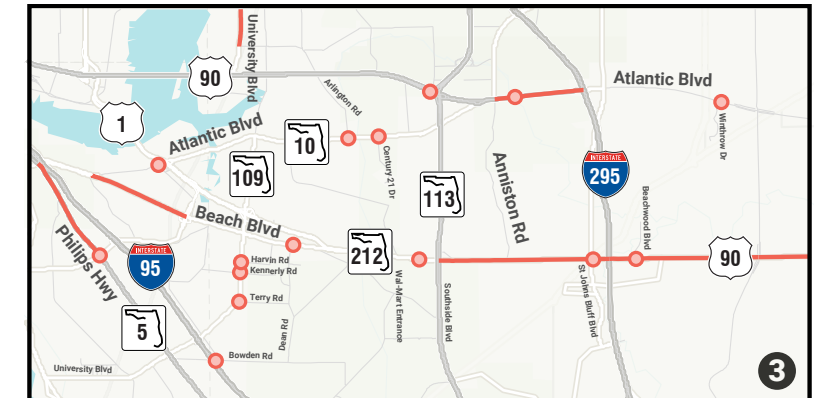 University Blvd
90
Atlantic Blvd
Arlington Rd
1
Atlantic Blvd
10
Century 21 Dr
Winthrow Dr
109
113
Anniston Rd
INTERSTATE
295
Beachwood Blvd
Beach Blvd
Philips Hwy
INTERSTATE
95
Harvin Rd
Kennerly Rd
212
90
Terry Rd
Wal-Mart Entrance
Southside Blvd
St Johns Bluff Blvd
5
Dean Rd
Bowden Rd
University Blvd
3